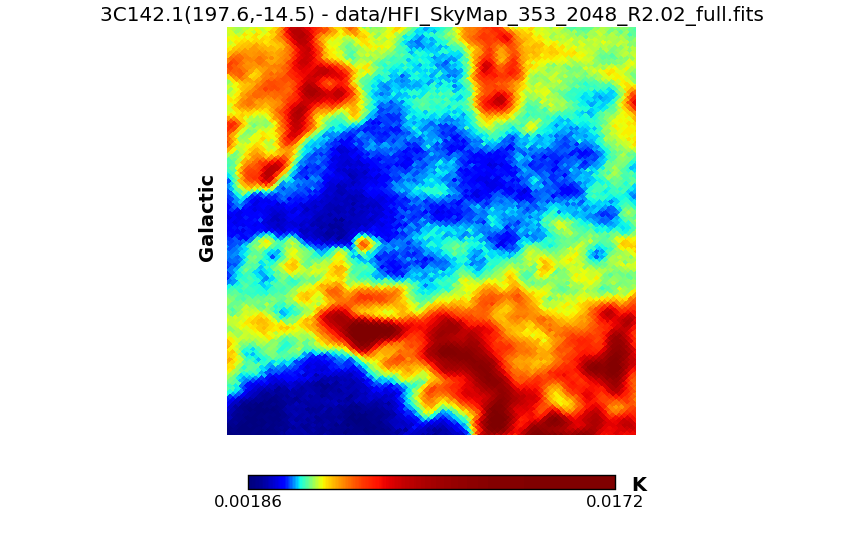 3C142.1(197.6,-14.5) - data/HFI_SkyMap_353_2048_R2.02_full.fits
Galactic
K
0.00186 0.0172